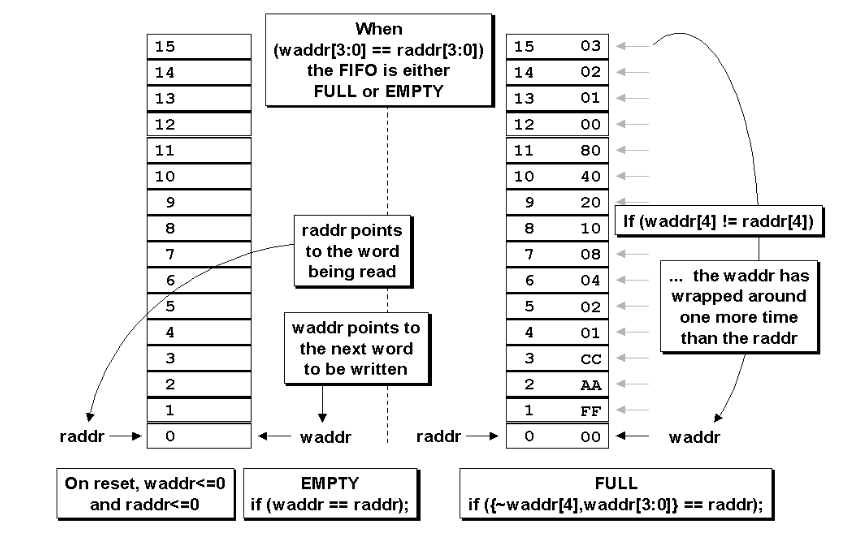 When
(waddr[3:0] == raddr[3:0])
the FIFO is either
FULL or EMPTY
15
14
13
12
11
10
9
8
7
6
5
4
3
2
1
raddr
0
waddr
raddr points
to the word
being read
waddr points to
the next word
to be written
15 03
14 02
13 01
12 00
11 80
10 40
9 20
8 10
7 08
6 04
5 02
4 01
3 CC
2 AA
1 FF
raddr
0 00
waddr
If (waddr[4] != raddr[4])
... the waddr has
wrapped around
one more time
than the raddr
On reset, waddr<=0
and raddr<=0
EMPTY
if (waddr == raddr);
FULL
if ({~waddr[4],waddr[3:0]} == raddr);